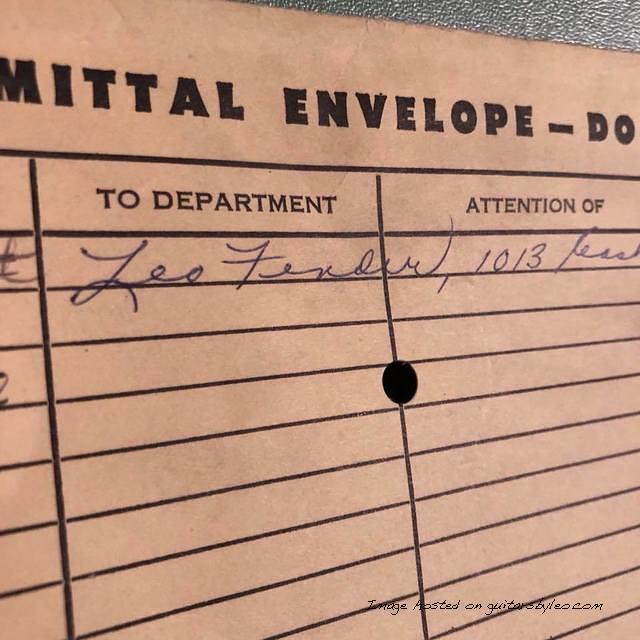 MITTAL ENVELOPE — DO
TO DEPARTMENT ATTENTION OF
Leo Fender, 1013
Image Hosted on guitarsbyleo.com